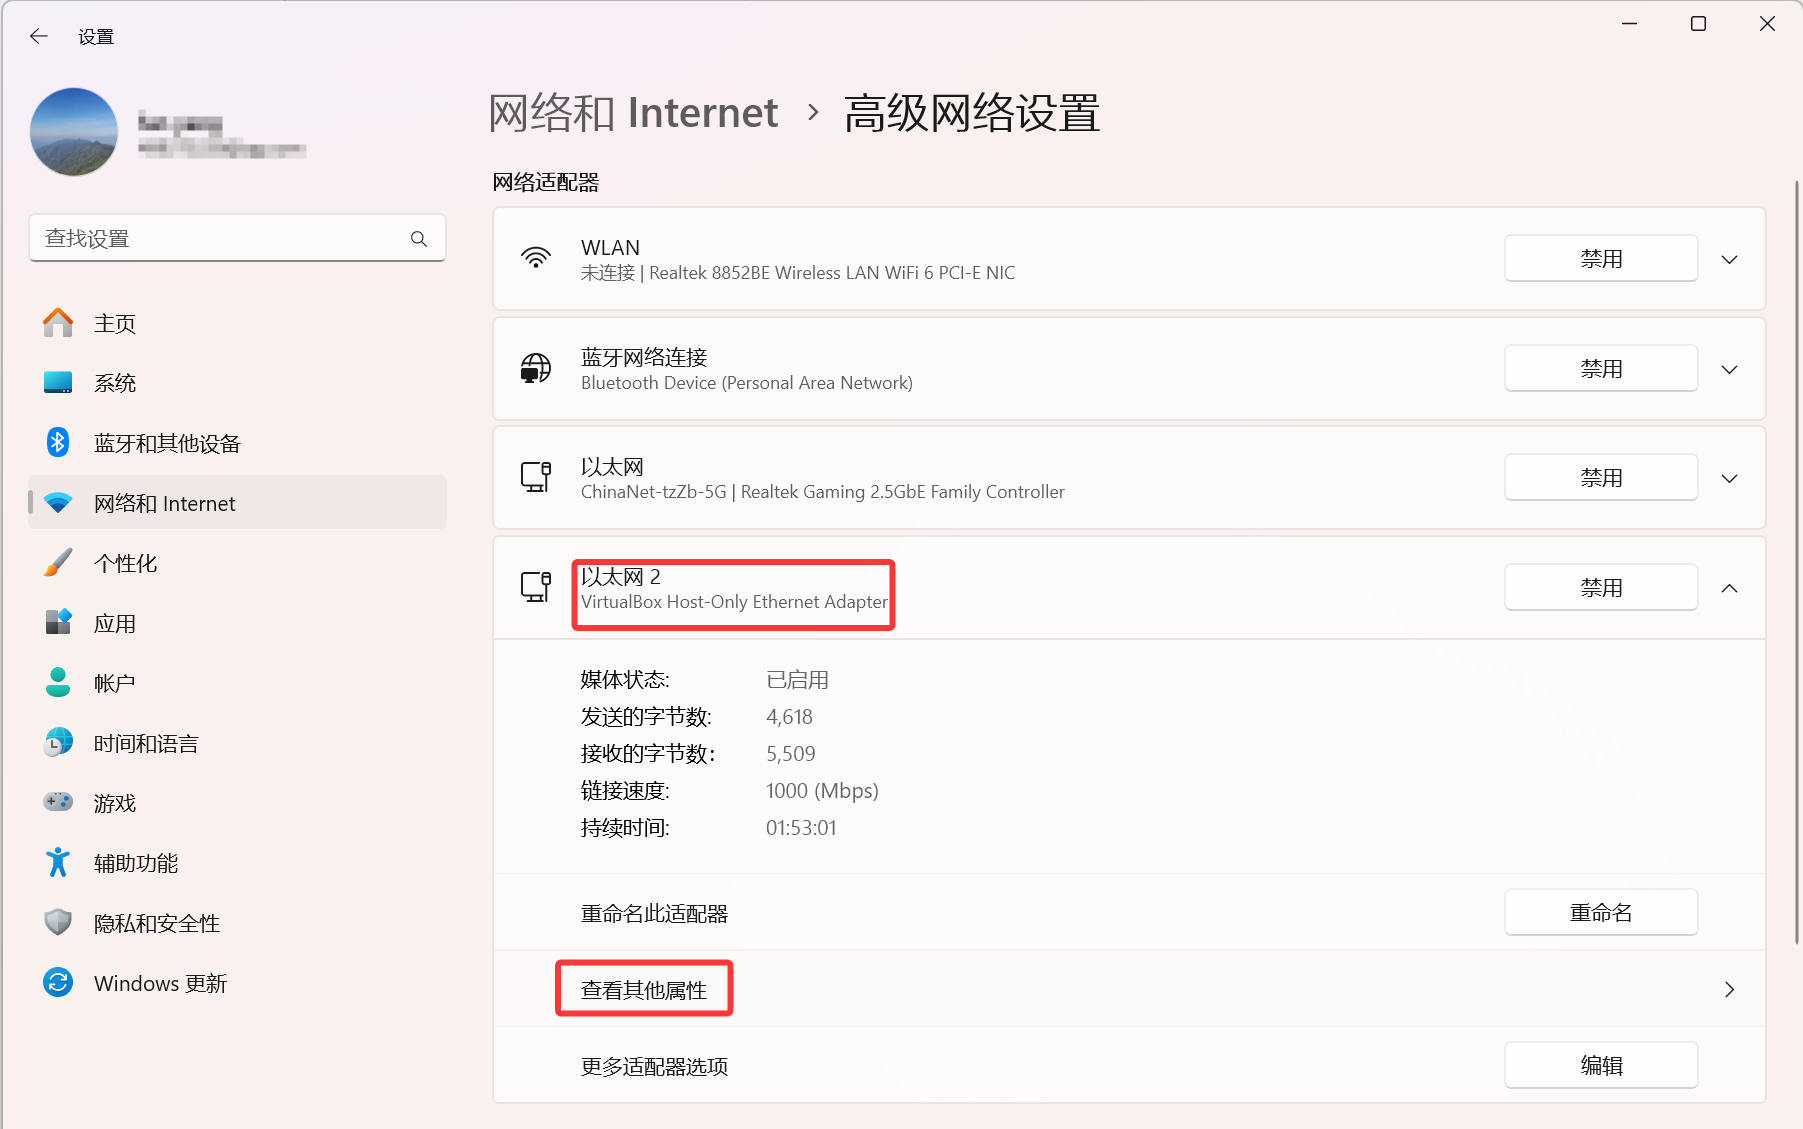 设置
网络和 Internet › 高级网络设置
查找设置
主页
系统
蓝牙和其他设备
网络和 Internet
个性化
应用
帐户
时间和语言
游戏
辅助功能
隐私和安全性
Windows 更新
网络适配器
WLAN
未连接 | Realtek 8852BE Wireless LAN WiFi 6 PCI-E NIC
禁用
蓝牙网络连接
Bluetooth Device (Personal Area Network)
禁用
以太网
ChinaNet-tzZb-5G | Realtek Gaming 2.5GbE Family Controller
禁用
以太网 2
VirtualBox Host-Only Ethernet Adapter
禁用
媒体状态: 已启用
发送的字节数: 4,618
接收的字节数: 5,509
链接速度: 1000 (Mbps)
持续时间: 01:53:01
重命名此适配器 重命名
查看其他属性
更多适配器选项 编辑